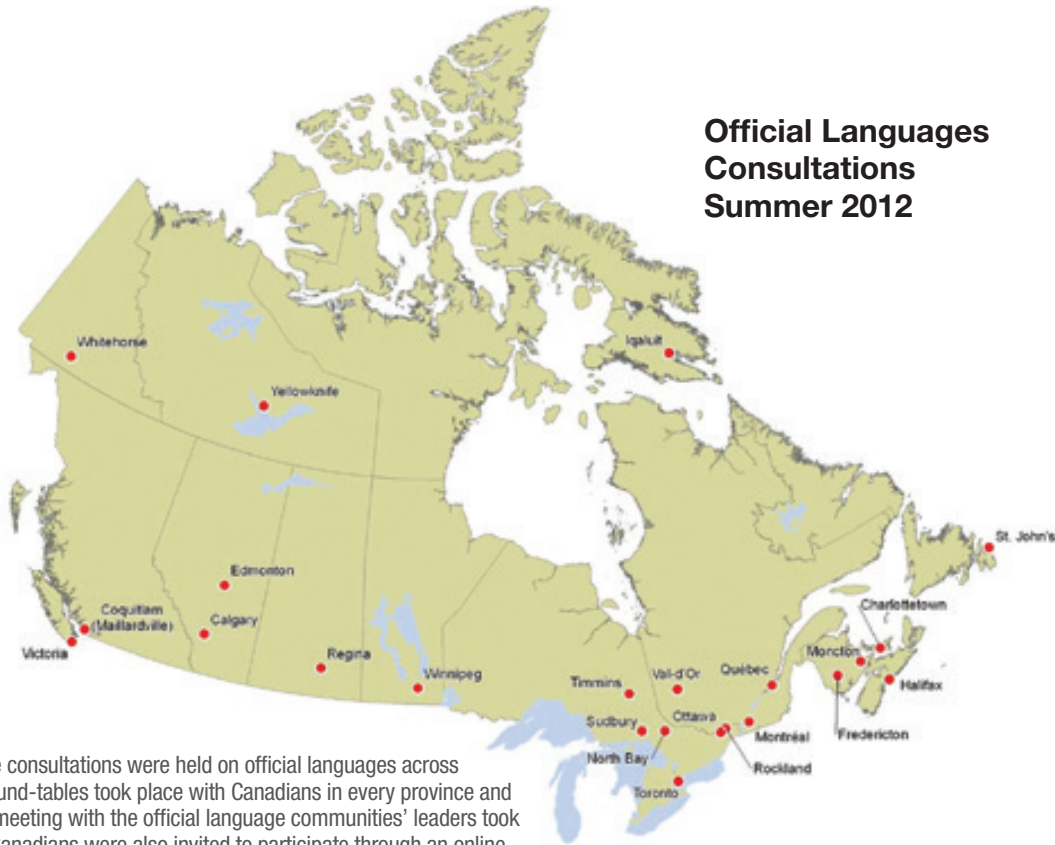 Official Languages
Consultations
Summer 2012
Whitehorse
Iqaluit
Yellowknife
St. John's
Edmonton
Charlottetown
Coquitlam
(Maillardville)
Calgary
Moncton
Victoria
Regina
Winnipeg
Val-d'Or
Québec
Timmins
Halifax
Sudbury
Ottawa
Montréal
Fredericton
North Bay
Rockland
Toronto
e consultations were held on official languages across
und-tables took place with Canadians in every province and
meeting with the official language communities' leaders took
anadians were also invited to participate through an online